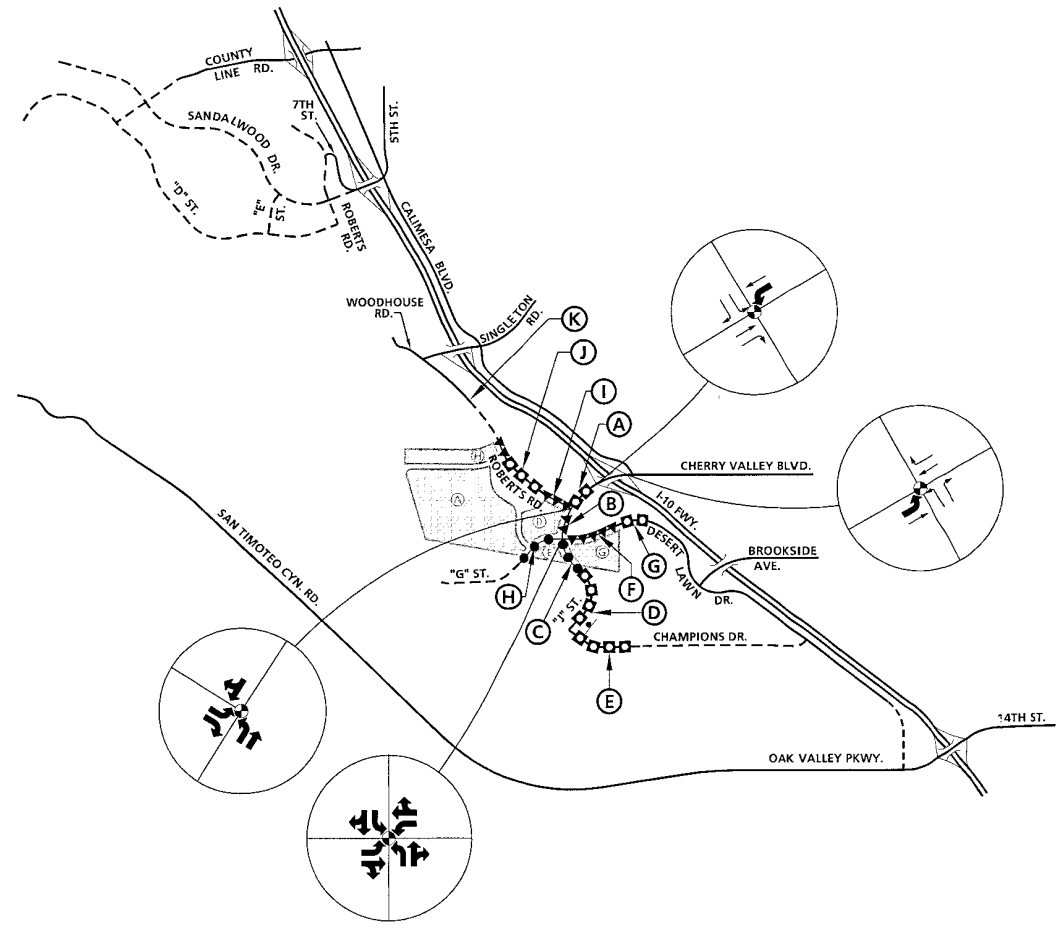 COUNTY
LINE RD.
7TH
ST.
SANDALWOOD DR.
5TH ST.
"D" ST.
"E"
ST.
ROBERTS
RD.
CALIMESA
BLVD.
WOODHOUSE
RD.
SINGLETON
RD.
K
J
I
A
H
ROBERTS RD.
CHERRY VALLEY BLVD.
A
B
I-10 FWY.
D
DESERT
LAWN
DR.
BROOKSIDE
AVE.
G
E
G
F
"G" ST.
SAN TIMOTEO CYN. RD.
H
"J" ST.
D
C
CHAMPIONS DR.
E
14TH ST.
OAK VALLEY PKWY.